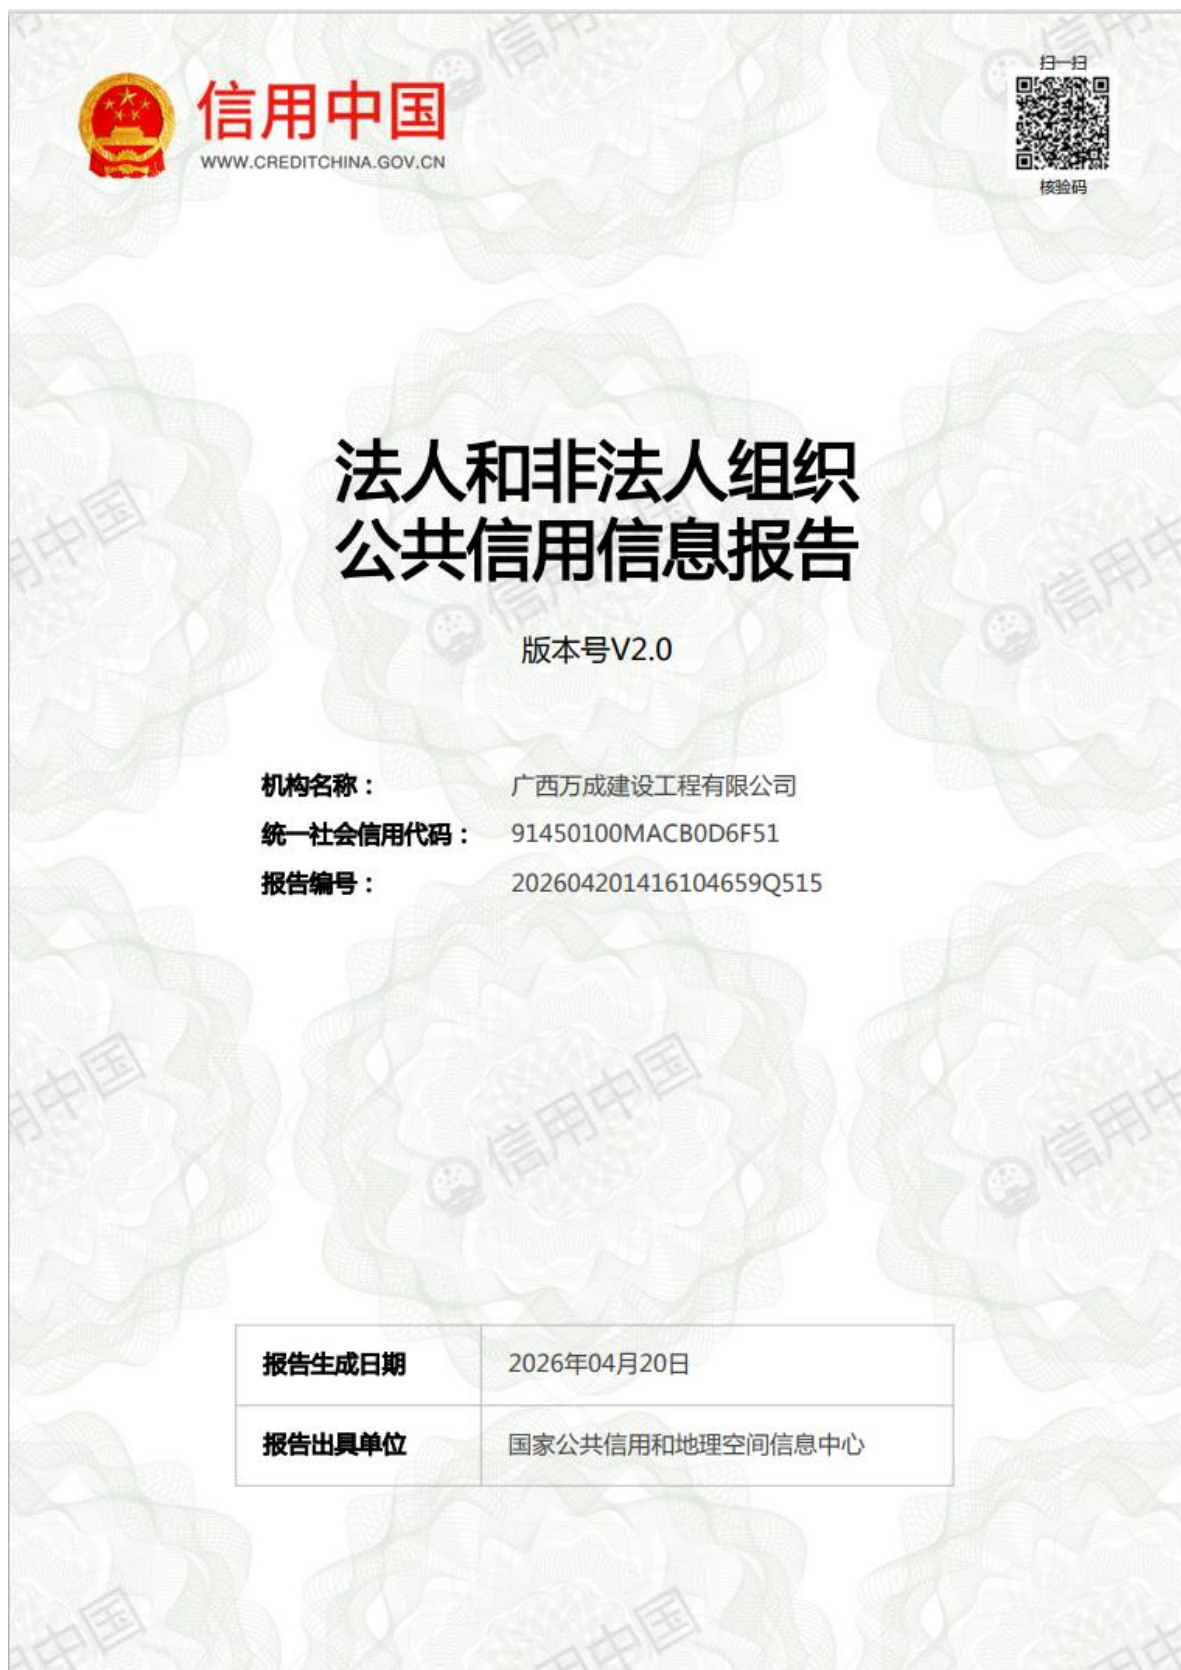 扫一扫
信用中国
WWW.CREDITCHINA.GOV.CN
核验码
法人和非法人组织
公共信用信息报告
版本号V2.0
机构名称： 广西万成建设工程有限公司
统一社会信用代码： 91450100MACB0D6F51
报告编号： 202604201416104659Q515
报告生成日期 2026年04月20日
报告出具单位 国家公共信用和地理空间信息中心